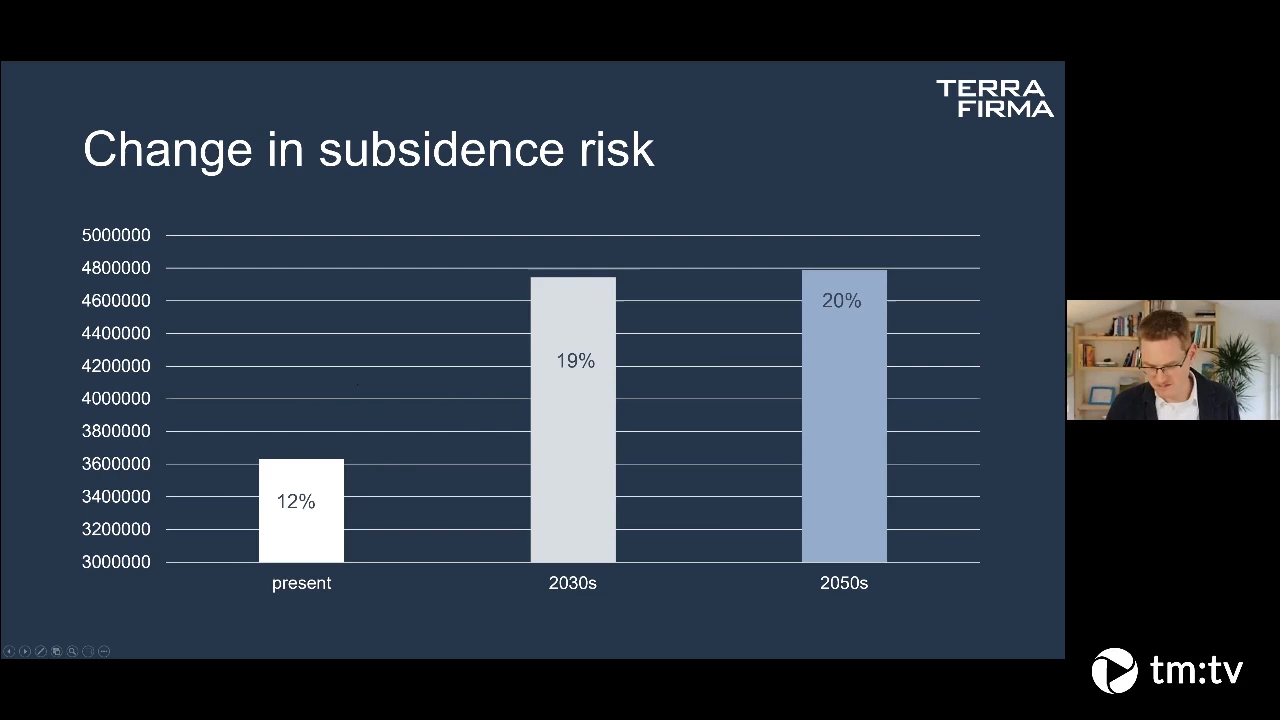 TERRA
FIRMA
Change in subsidence risk
5000000
4800000
4600000
4400000
4200000
4000000
3800000
3600000
3400000
3200000
3000000
12%
19%
20%
present
2030s
2050s
tm:tv